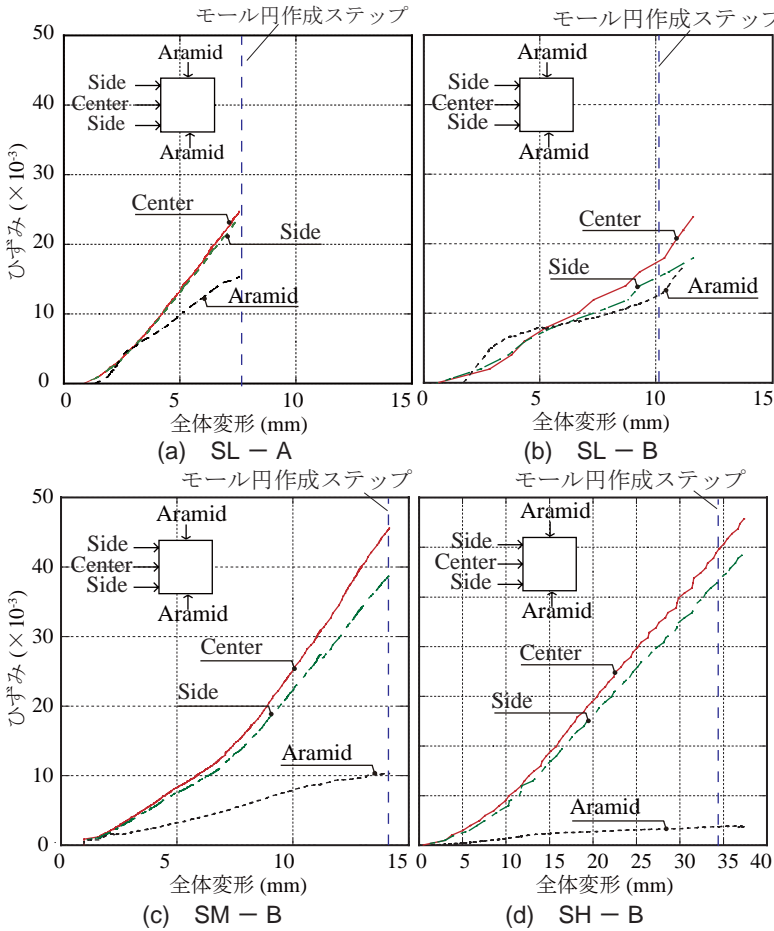 モール円作成ステップ
50
40
30
20
10
0
ひずみ (×10-3)
Aramid
Side
Center
Side
Aramid
Center
Side
Aramid
0
5
10
15
全体変形 (mm)
(a) SL － A
モール円作成ステップ
Aramid
Side
Center
Side
Aramid
Center
Side
Aramid
0
5
10
15
全体変形 (mm)
(b) SL － B
モール円作成ステップ
50
40
30
20
10
0
ひずみ (×10-3)
Aramid
Side
Center
Side
Aramid
Center
Side
Aramid
0
5
10
15
全体変形 (mm)
(c) SM － B
モール円作成ステップ
Aramid
Side
Center
Side
Aramid
Center
Side
Aramid
0
5
10
15
20
25
30
35
40
全体変形 (mm)
(d) SH － B